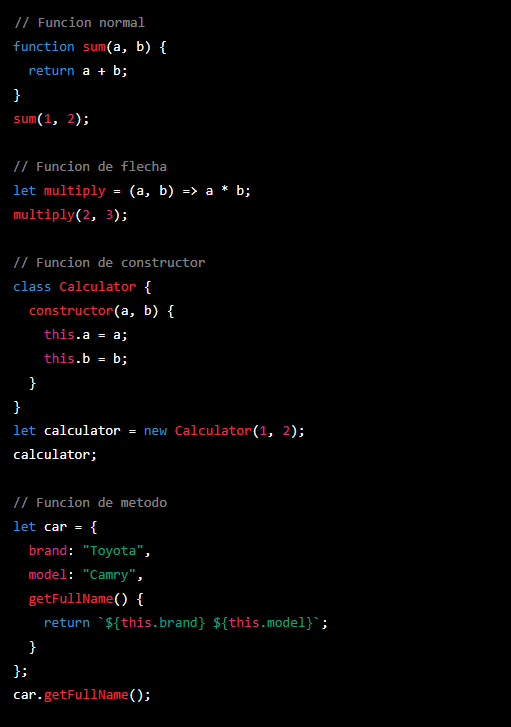 // Funcion normal
function sum(a, b) {
  return a + b;
}
sum(1, 2);

// Funcion de flecha
let multiply = (a, b) => a * b;
multiply(2, 3);

// Funcion de constructor
class Calculator {
  constructor(a, b) {
    this.a = a;
    this.b = b;
  }
}
let calculator = new Calculator(1, 2);
calculator;

// Funcion de metodo
let car = {
  brand: "Toyota",
  model: "Camry",
  getFullName() {
    return `${this.brand} ${this.model}`;
  }
};
car.getFullName();